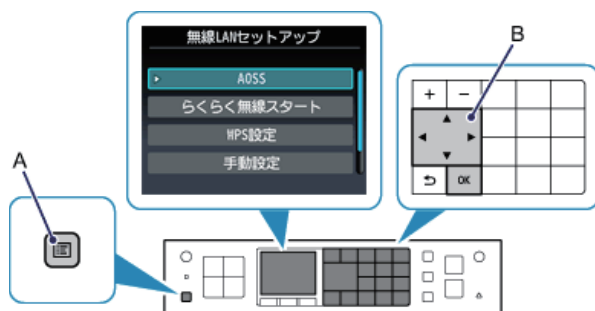 無線LANセットアップ
AOSS
らくらく無線スタート
WPS設定
手動設定
A
B
+ -
OK